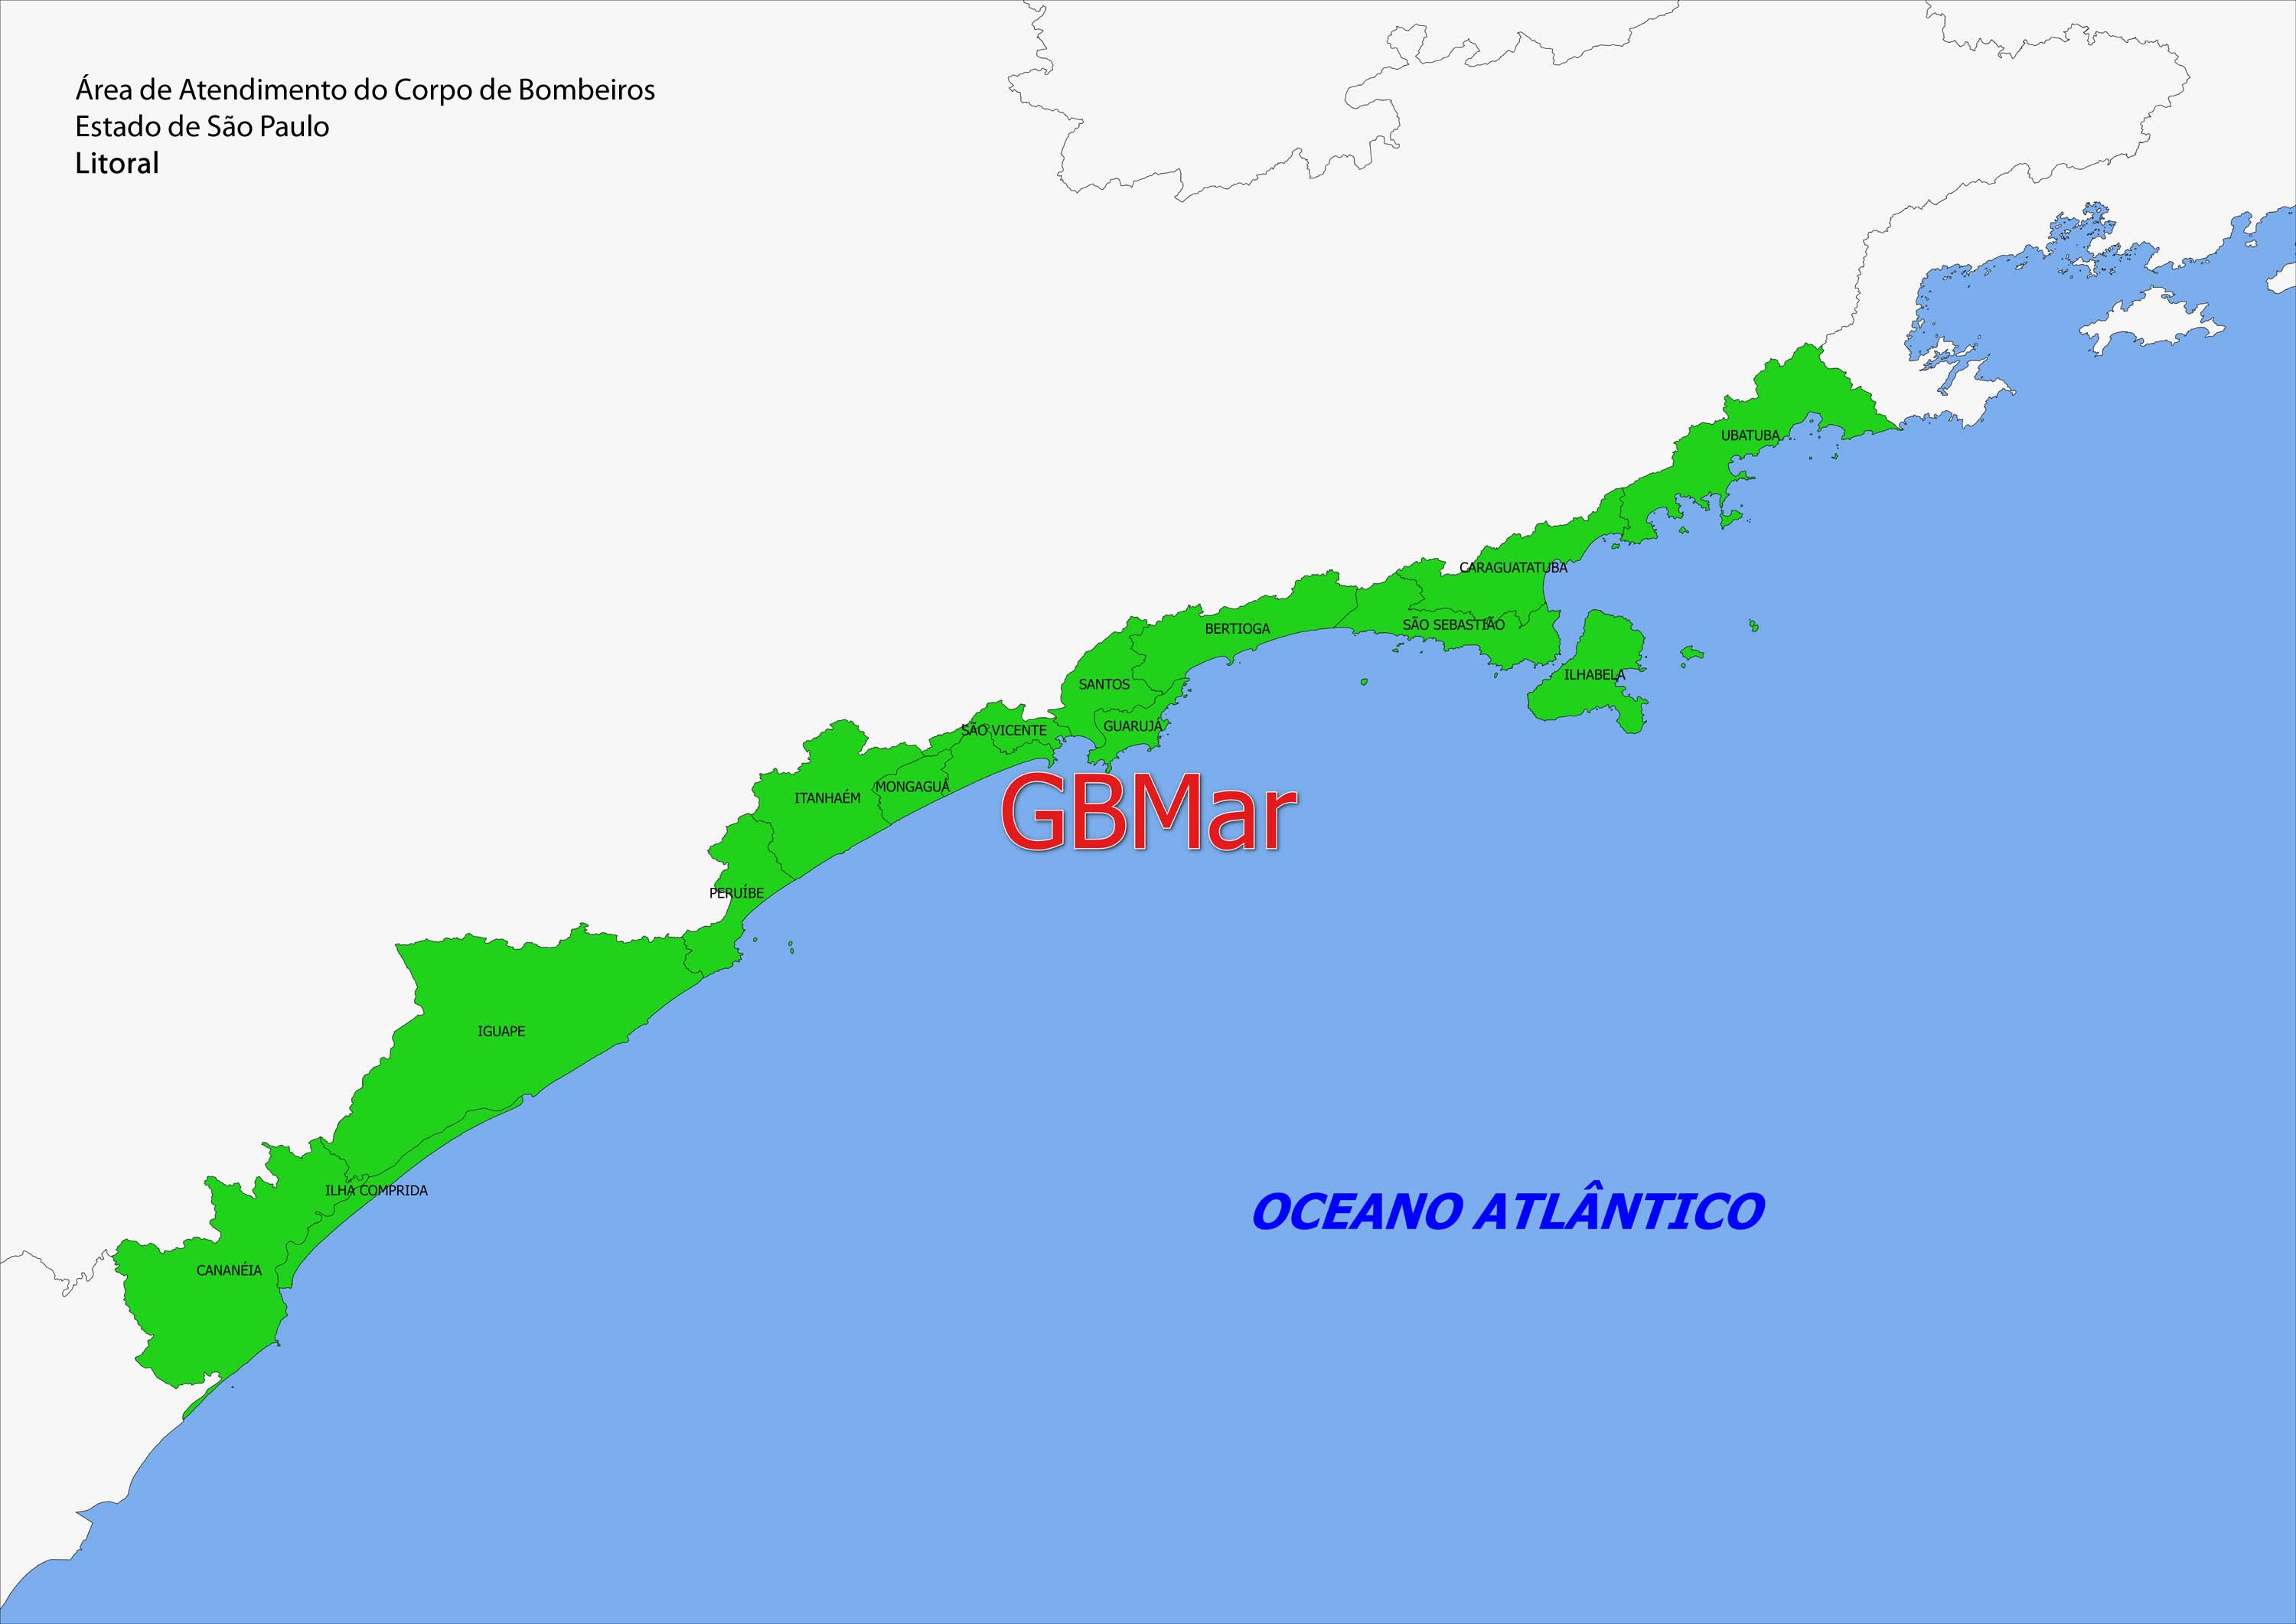 Área de Atendimento do Corpo de Bombeiros
Estado de São Paulo
Litoral
UBATUBA
CARAGUATATUBA
SÃO SEBASTIÃO
BERTIOGA
ILHABELA
SANTOS
GUARUJÁ
SÃO VICENTE
MONGAGUÁ
ITANHAÉM
GBMar
PERUÍBE
IGUAPE
ILHA COMPRIDA
OCEANO ATLÂNTICO
CANANÉIA